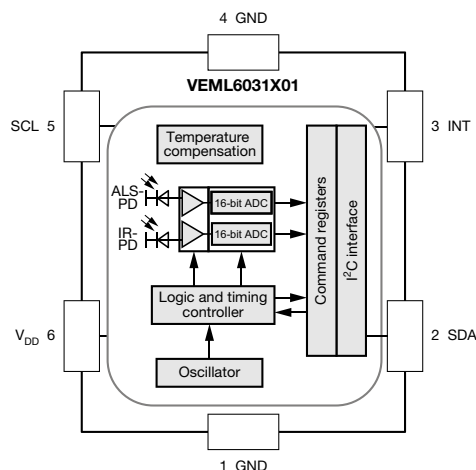 4 GND
VEML6031X01
SCL 5
3 INT
Temperature
compensation
ALS-
PD
16-bit ADC
IR-
PD
16-bit ADC
Command registers
I²C interface
Logic and timing
controller
V_DD 6
2 SDA
Oscillator
1 GND